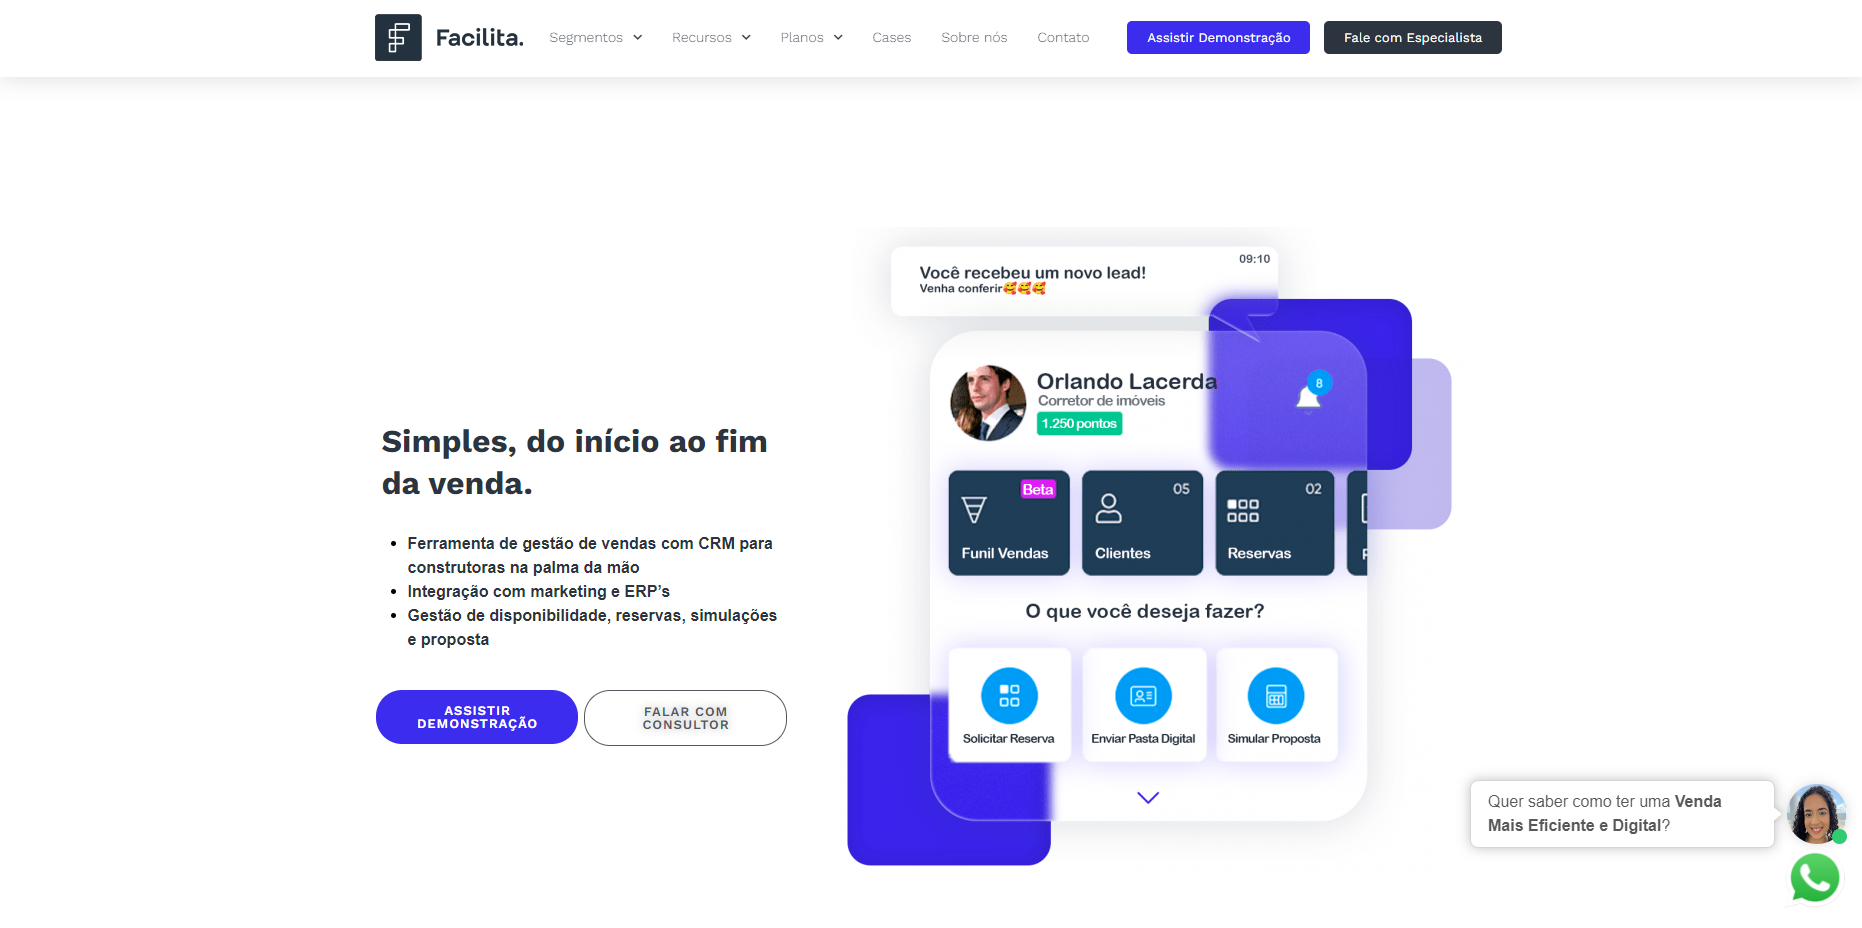 Facilita.
Segmentos
Recursos
Planos
Cases
Sobre nós
Contato
Assistir Demonstração
Fale com Especialista
Simples, do início ao fim
da venda.
Ferramenta de gestão de vendas com CRM para
construtoras na palma da mão
Integração com marketing e ERP’s
Gestão de disponibilidade, reservas, simulações
e proposta
ASSISTIR
DEMONSTRAÇÃO
FALAR COM
CONSULTOR
09:10
Você recebeu um novo lead!
Venha conferir🥰🥰🥰
Orlando Lacerda
Corretor de imóveis
1.250 pontos
8
Beta
Funil Vendas
05
Clientes
02
Reservas
O que você deseja fazer?
Solicitar Reserva
Enviar Pasta Digital
Simular Proposta
Quer saber como ter uma Venda
Mais Eficiente e Digital?